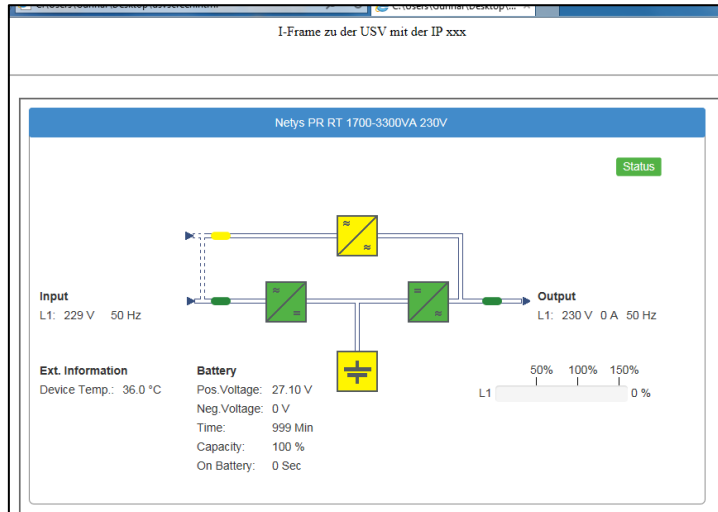 I-Frame zu der USV mit der IP xxx
Netys PR RT 1700-3300VA 230V
Status
Input
L1: 229 V 50 Hz
Output
L1: 230 V 0 A 50 Hz
Ext. Information
Device Temp.: 36.0 °C
Battery
Pos.Voltage: 27.10 V
Neg.Voltage: 0 V
Time: 999 Min
Capacity: 100 %
On Battery: 0 Sec
50% 100% 150%
L1 0 %